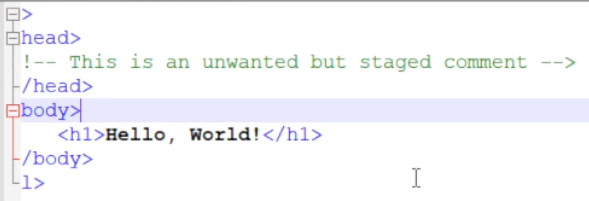 >
head>
!-- This is an unwanted but staged comment -->
/head>
body>
<h1>Hello, World!</h1>
/body>
l>